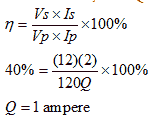 η = Vs × Is / Vp × Ip ×100%
40% = (12)(2) / 120Q ×100%
Q = 1 ampere